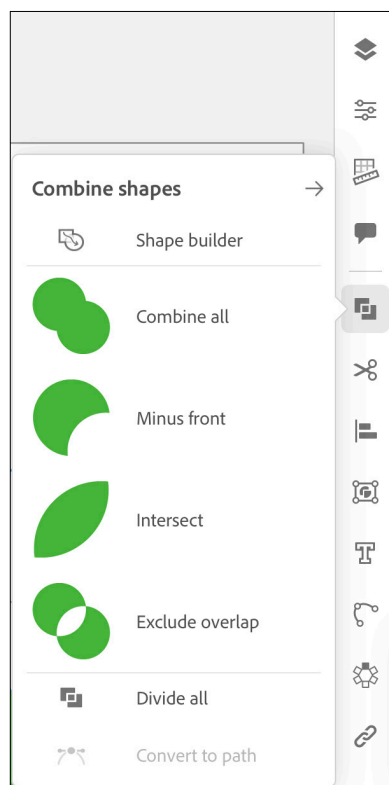 Combine shapes
Shape builder
Combine all
Minus front
Intersect
Exclude overlap
Divide all
Convert to path